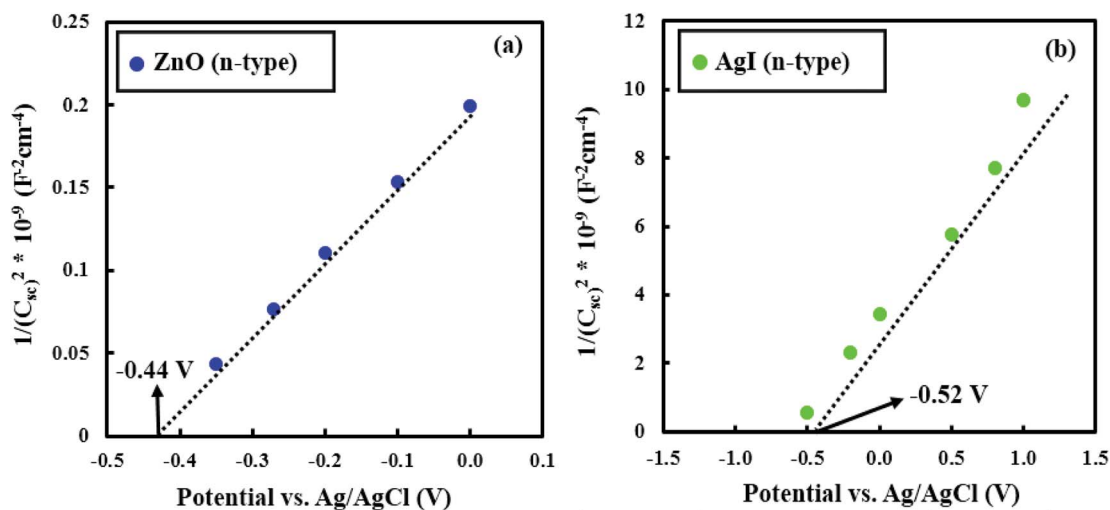 (a)
ZnO (n-type)
1/(C_sc)^2 * 10^-9 (F^-2cm^-4)
0.25
0.2
0.15
0.1
0.05
0
-0.44 V
-0.5 -0.4 -0.3 -0.2 -0.1 0.0 0.1
Potential vs. Ag/AgCl (V)
(b)
AgI (n-type)
1/(C_sc)^2 * 10^-9 (F^-2cm^-4)
12
10
8
6
4
2
0
-0.52 V
-1.5 -1.0 -0.5 0.0 0.5 1.0 1.5
Potential vs. Ag/AgCl (V)